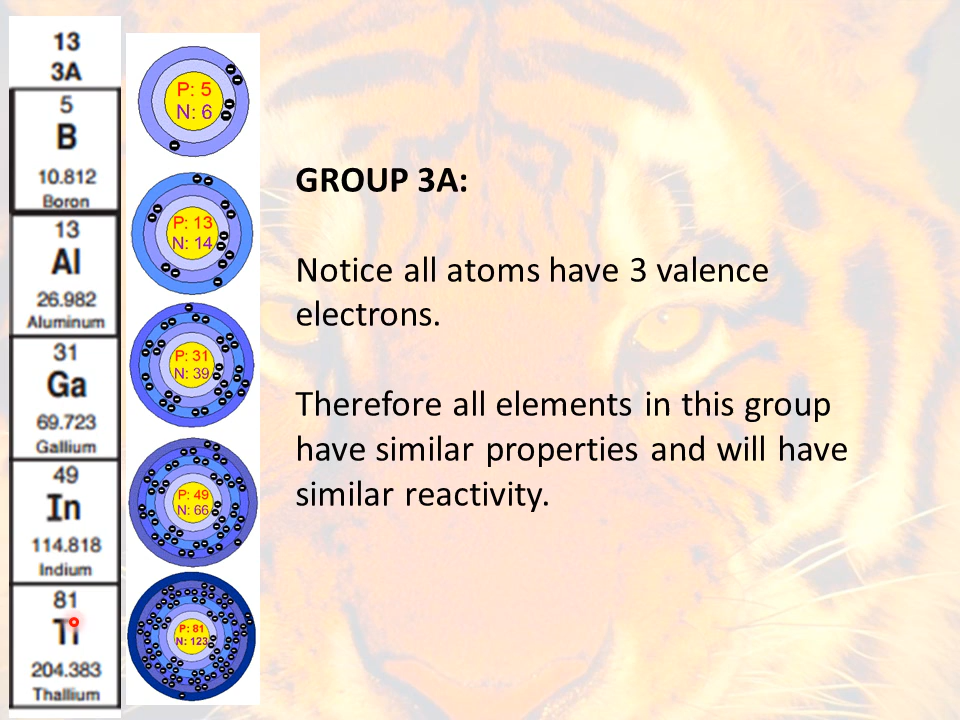 13
3A
5
B
10.812
Boron
13
Al
26.982
Aluminum
31
Ga
69.723
Gallium
49
In
114.818
Indium
81
Tl
204.383
Thallium
P: 5
N: 6
P: 13
N: 14
P: 31
N: 39
P: 49
N: 66
P: 81
N: 123
GROUP 3A:
Notice all atoms have 3 valence
electrons.
Therefore all elements in this group
have similar properties and will have
similar reactivity.